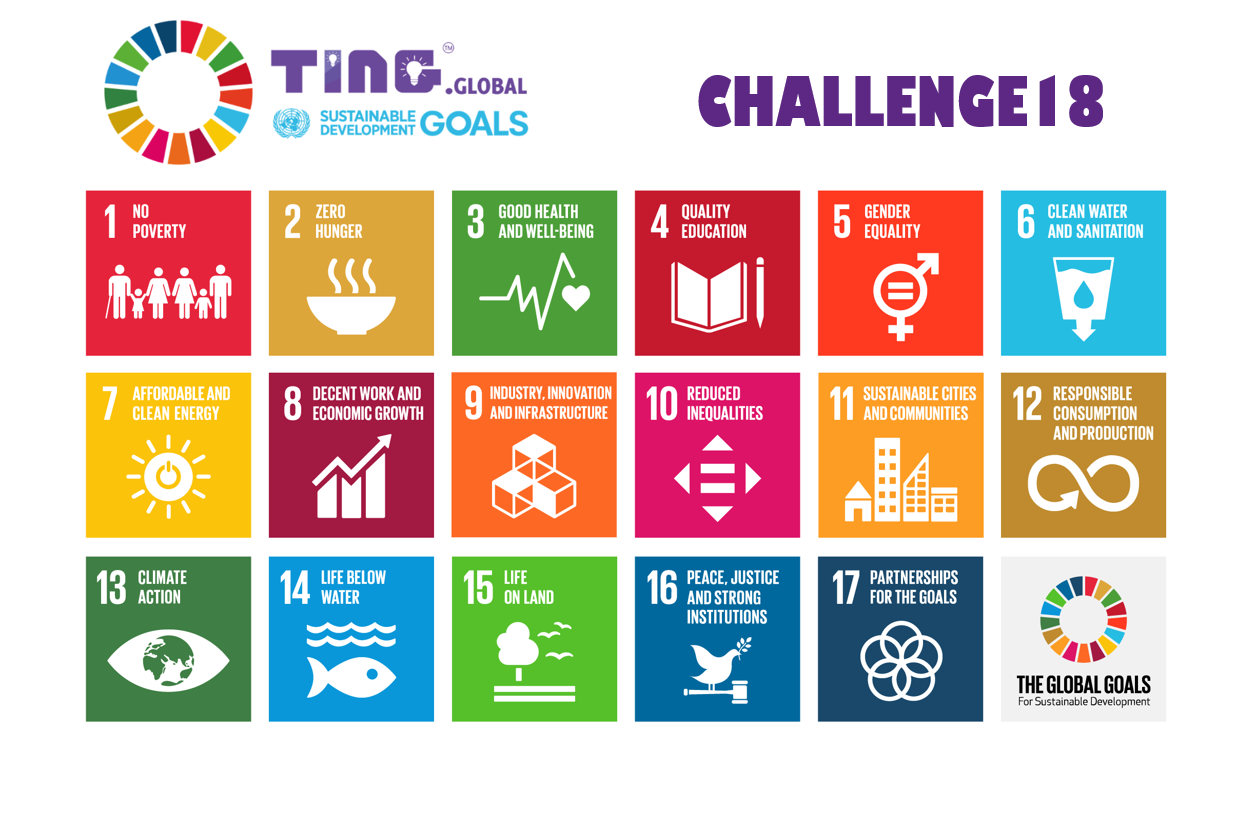 TING™
.GLOBAL
SUSTAINABLE
DEVELOPMENT GOALS
CHALLENGE18
1 NO
POVERTY
2 ZERO
HUNGER
3 GOOD HEALTH
AND WELL-BEING
4 QUALITY
EDUCATION
5 GENDER
EQUALITY
6 CLEAN WATER
AND SANITATION
7 AFFORDABLE AND
CLEAN ENERGY
8 DECENT WORK AND
ECONOMIC GROWTH
9 INDUSTRY, INNOVATION
AND INFRASTRUCTURE
10 REDUCED
INEQUALITIES
11 SUSTAINABLE CITIES
AND COMMUNITIES
12 RESPONSIBLE
CONSUMPTION
AND PRODUCTION
13 CLIMATE
ACTION
14 LIFE BELOW
WATER
15 LIFE
ON LAND
16 PEACE, JUSTICE
AND STRONG
INSTITUTIONS
17 PARTNERSHIPS
FOR THE GOALS
THE GLOBAL GOALS
For Sustainable Development